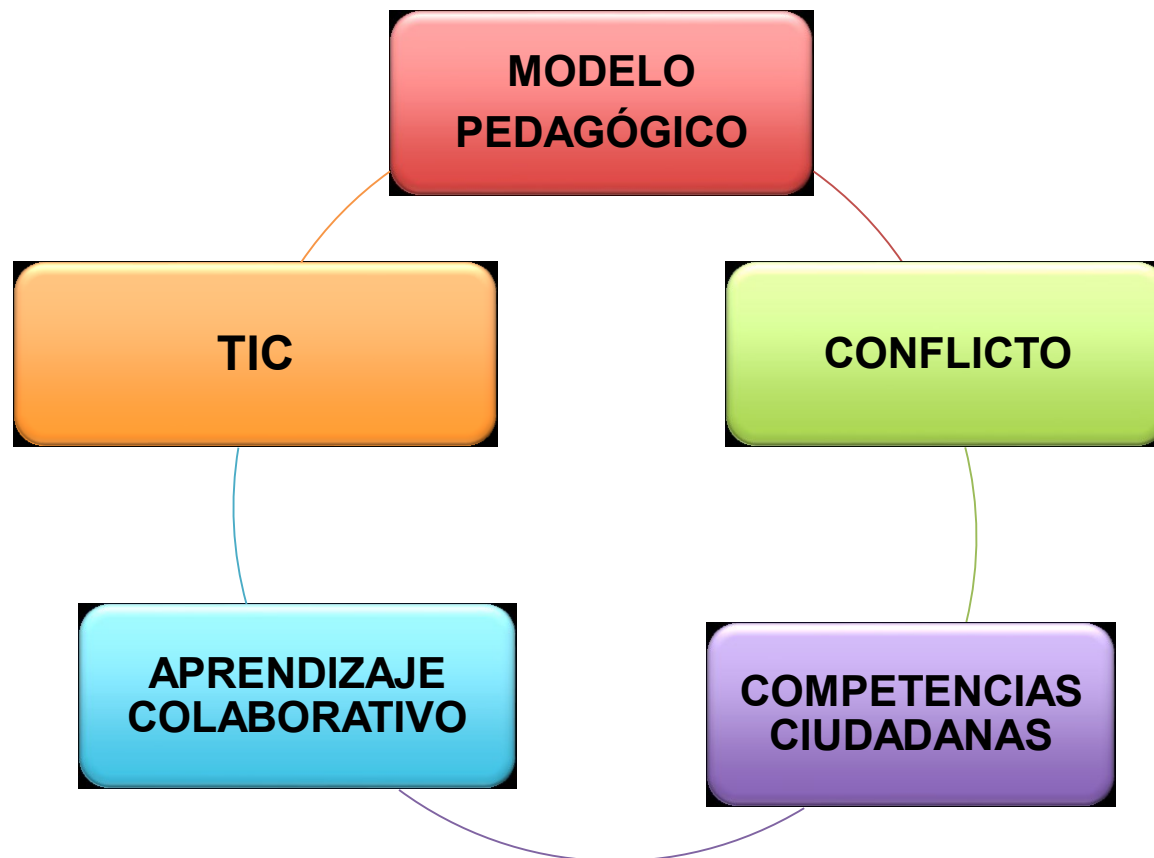 MODELO
PEDAGÓGICO
TIC
CONFLICTO
APRENDIZAJE
COLABORATIVO
COMPETENCIAS
CIUDADANAS